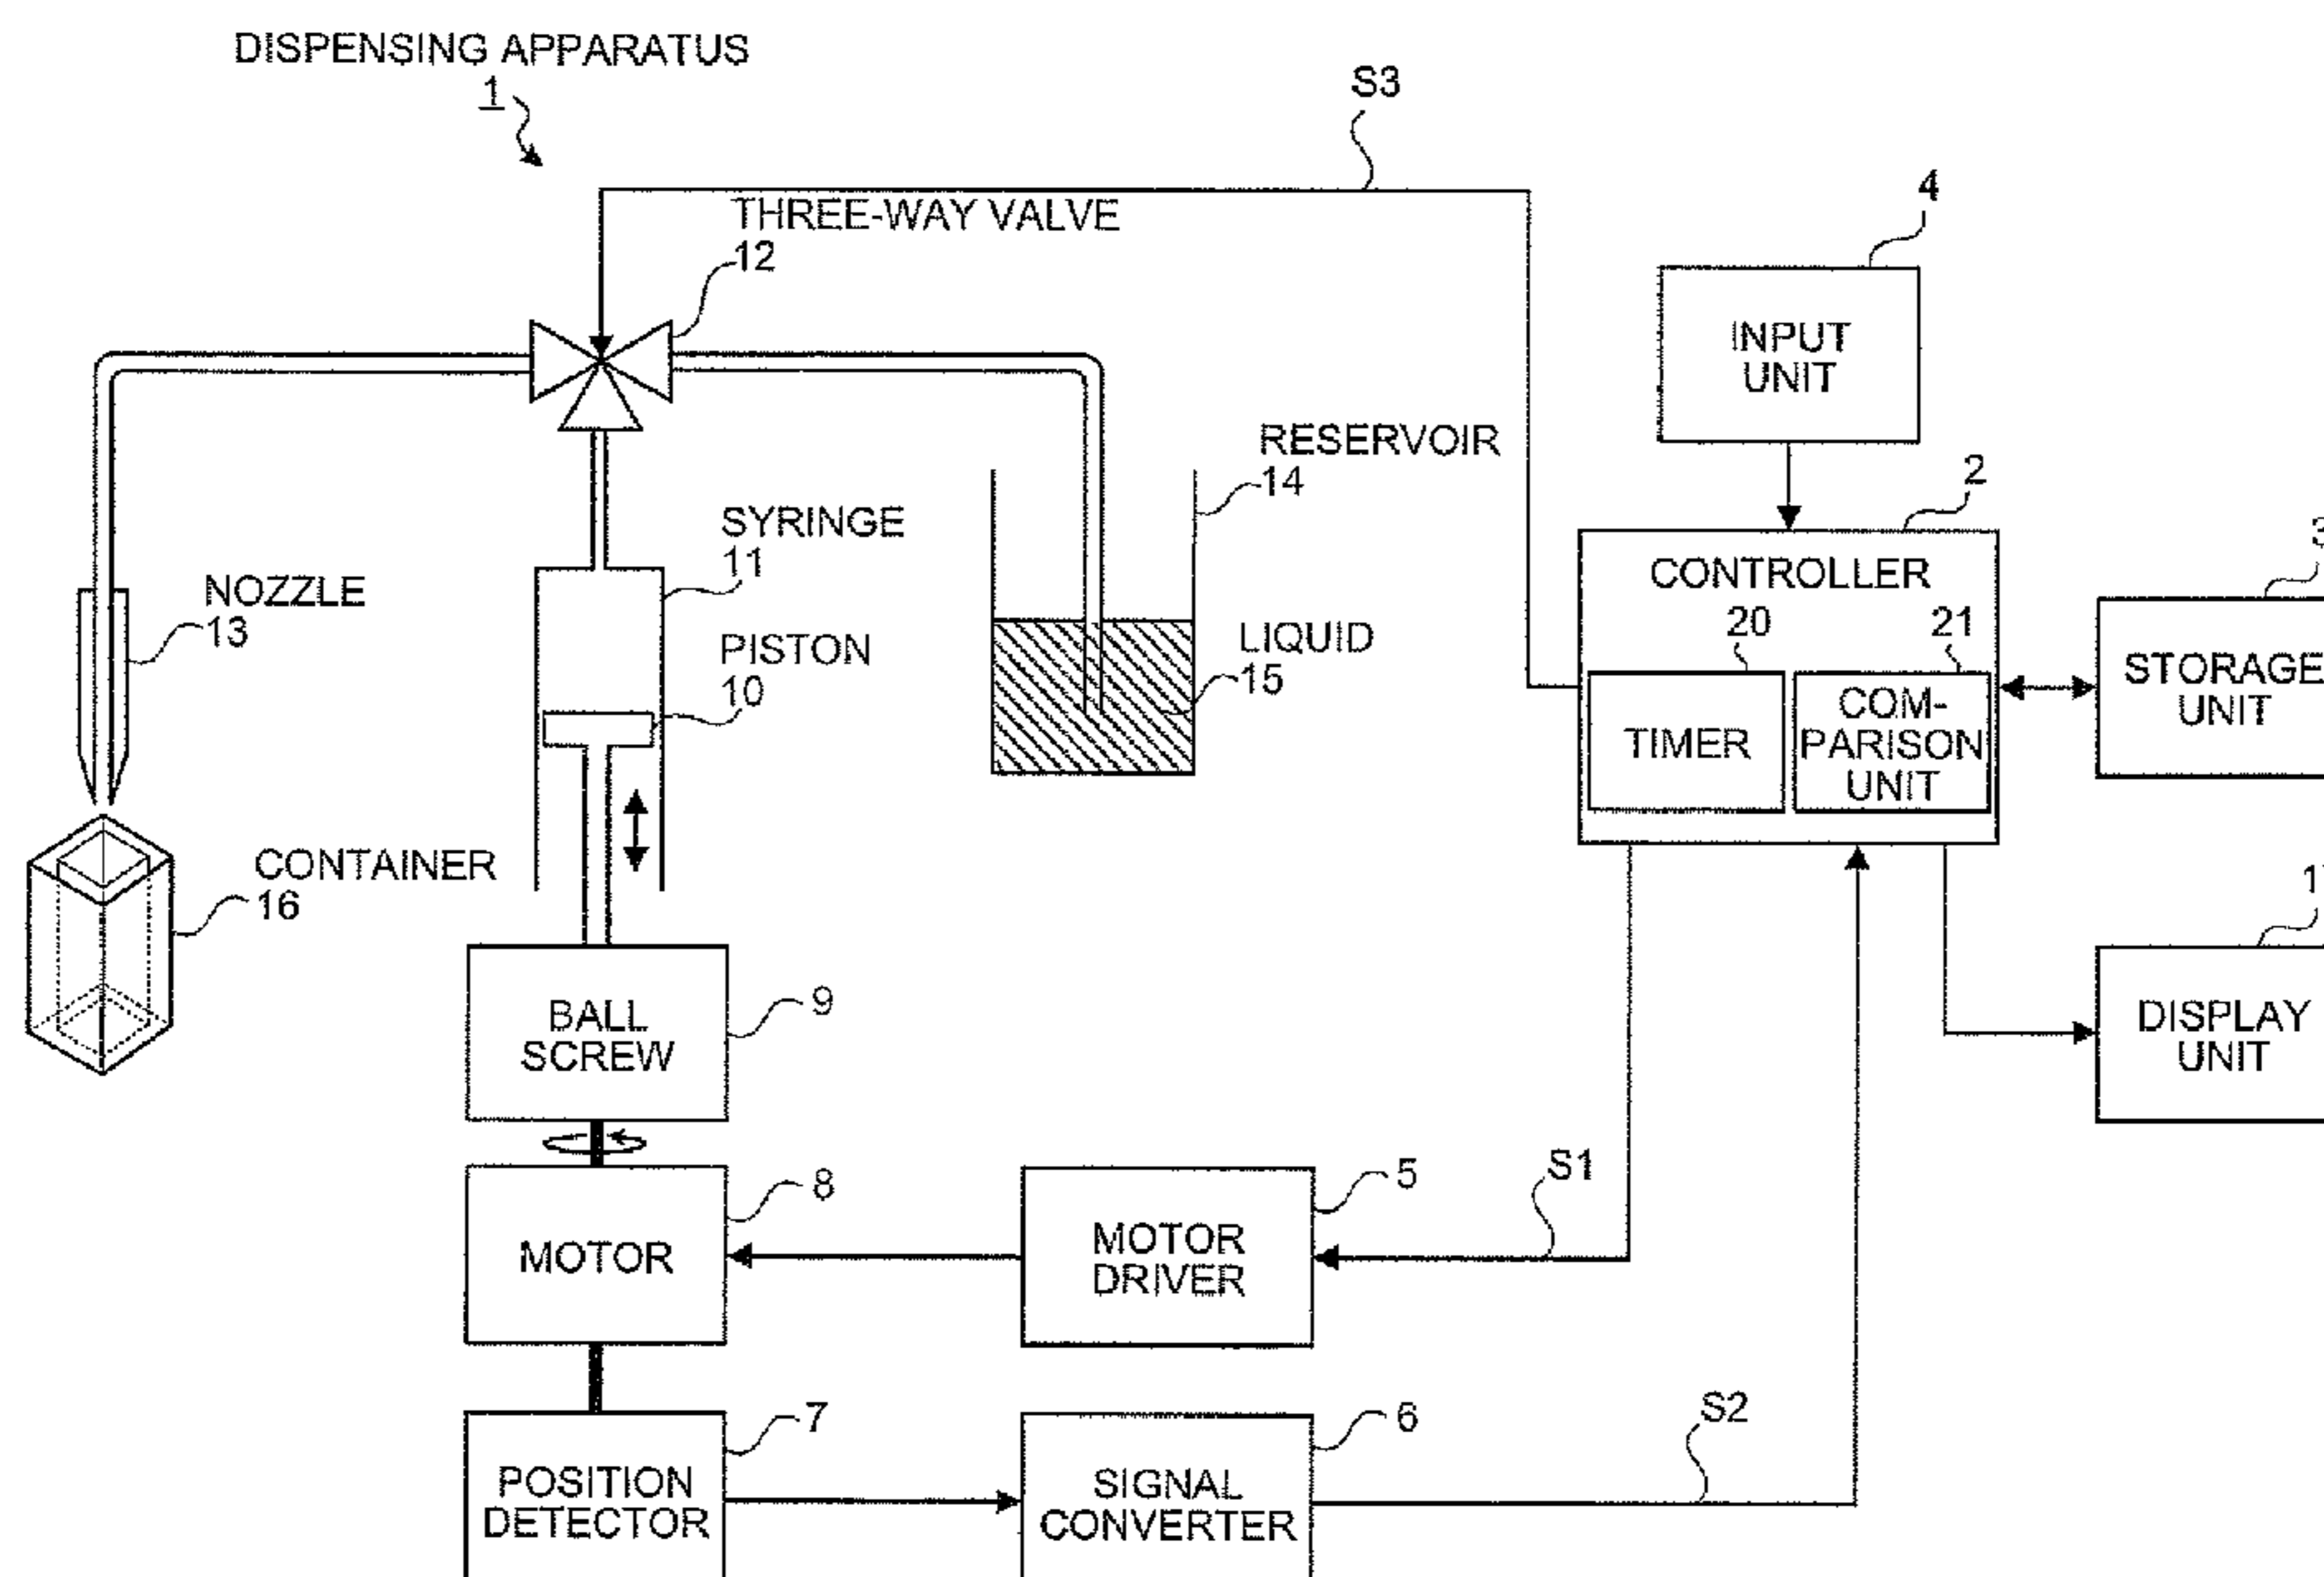 DISPENSING APPARATUS
1
S3
THREE-WAY VALVE
12
4
INPUT
UNIT
RESERVOIR
14
2
SYRINGE
11
3
CONTROLLER
NOZZLE
13
20
21
LIQUID
15
PISTON
10
STORAGE
UNIT
TIMER
COM-
PARISON
UNIT
CONTAINER
16
BALL
SCREW
9
DISPLAY
UNIT
8
5
S1
MOTOR
MOTOR
DRIVER
7
6
S2
POSITION
DETECTOR
SIGNAL
CONVERTER